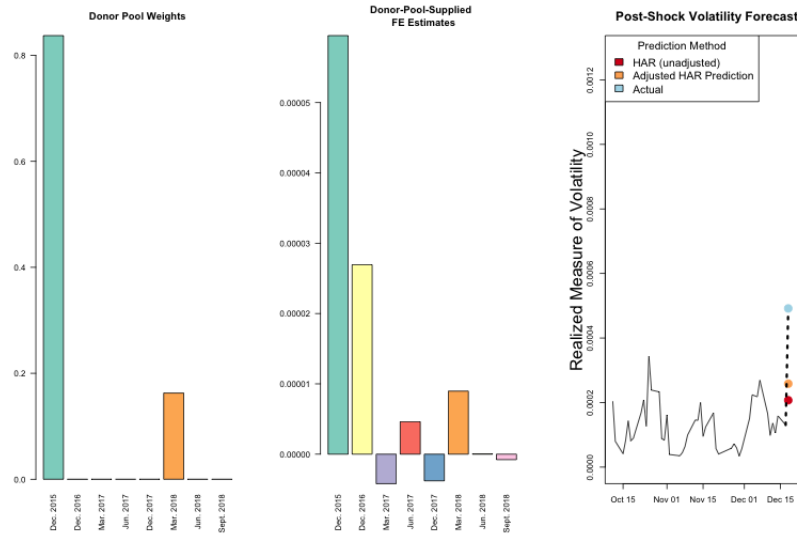 Donor Pool Weights
0.8
0.6
0.4
0.2
0.0
Dec. 2015
Dec. 2016
Mar. 2017
Jun. 2017
Dec. 2017
Mar. 2018
Jun. 2018
Sept. 2018
Donor-Pool-Supplied
FE Estimates
0.00005
0.00004
0.00003
0.00002
0.00001
0.00000
Dec. 2015
Dec. 2016
Mar. 2017
Jun. 2017
Dec. 2017
Mar. 2018
Jun. 2018
Sept. 2018
Post-Shock Volatility Forecast
Prediction Method
HAR (unadjusted)
Adjusted HAR Prediction
Actual
Realized Measure of Volatility
0.0012
0.0010
0.0008
0.0006
0.0004
0.0002
0.0000
Oct 15
Nov 01
Nov 15
Dec 01
Dec 15